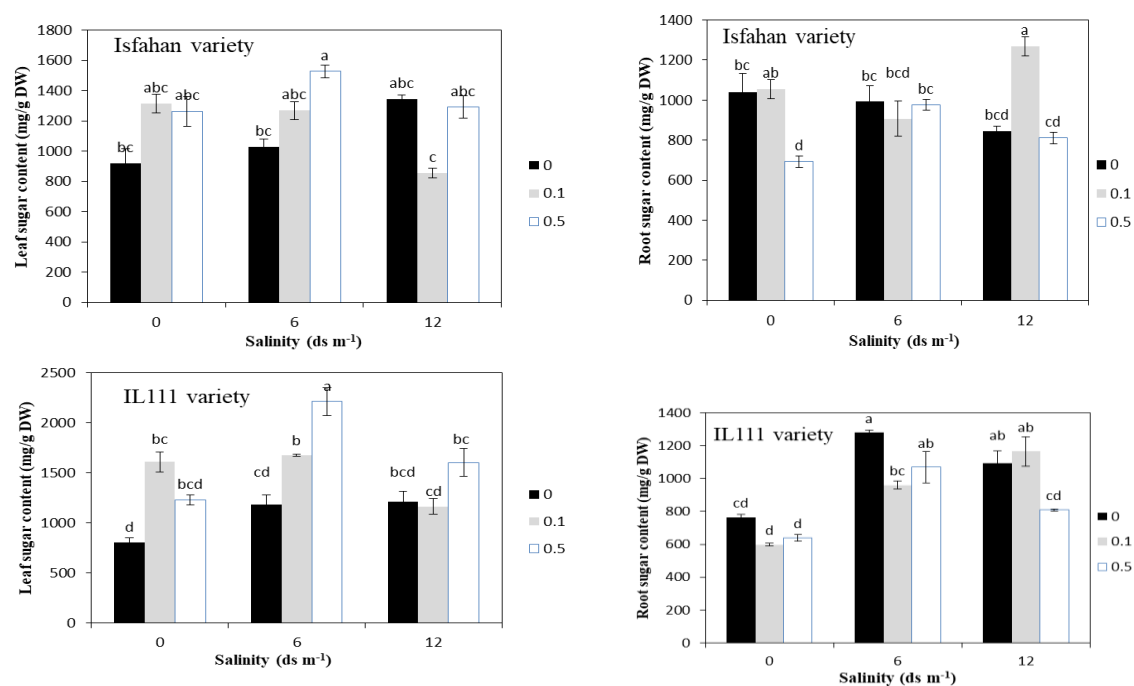 Isfahan variety
Leaf sugar content (mg/g DW)
1800
1600
1400
1200
1000
800
600
400
200
0
bc
abc
abc
bc
abc
a
abc
c
abc
0
6
12
Salinity (ds m-1)
0
0.1
0.5
Isfahan variety
Root sugar content (mg/g DW)
1400
1200
1000
800
600
400
200
0
bc
ab
d
bc
bcd
bc
bcd
a
cd
0
6
12
Salinity (ds m-1)
0
0.1
0.5
IL111 variety
Leaf sugar content (mg/g DW)
2500
2000
1500
1000
500
0
d
bc
bcd
cd
b
a
bcd
cd
bc
0
6
12
Salinity (ds m-1)
0
0.1
0.5
IL111 variety
Root sugar content (mg/g DW)
1400
1200
1000
800
600
400
200
0
cd
d
d
a
bc
ab
ab
ab
cd
0
6
12
Salinity (ds m-1)
0
0.1
0.5